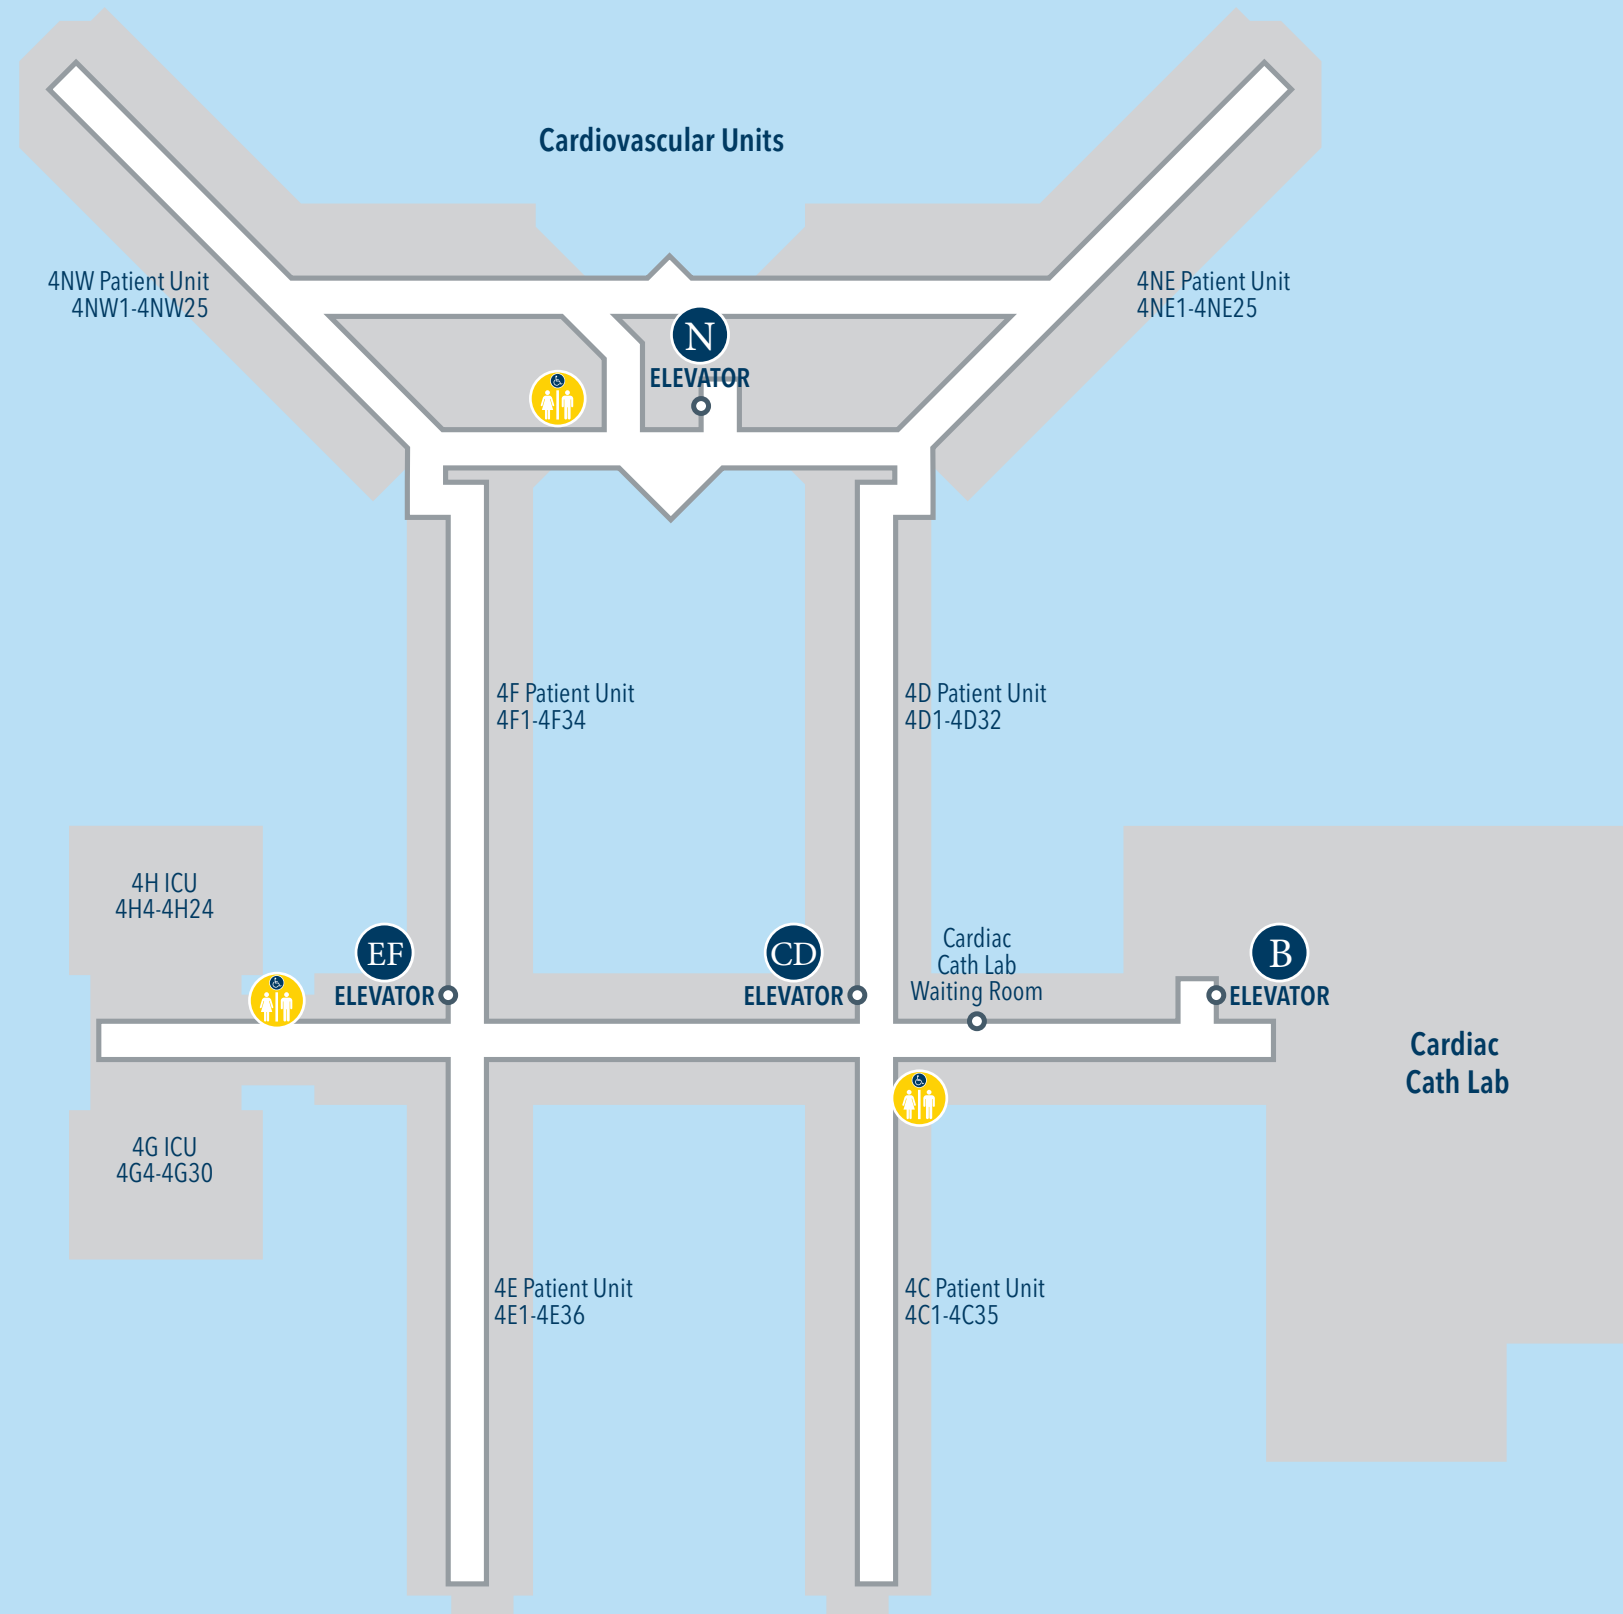 Cardiovascular Units
4NW Patient Unit
4NW1-4NW25
4NE Patient Unit
4NE1-4NE25
N
ELEVATOR
4F Patient Unit
4F1-4F34
4D Patient Unit
4D1-4D32
4H ICU
4H4-4H24
EF
ELEVATOR
CD
ELEVATOR
Cardiac
Cath Lab
Waiting Room
B
ELEVATOR
Cardiac
Cath Lab
4G ICU
4G4-4G30
4E Patient Unit
4E1-4E36
4C Patient Unit
4C1-4C35